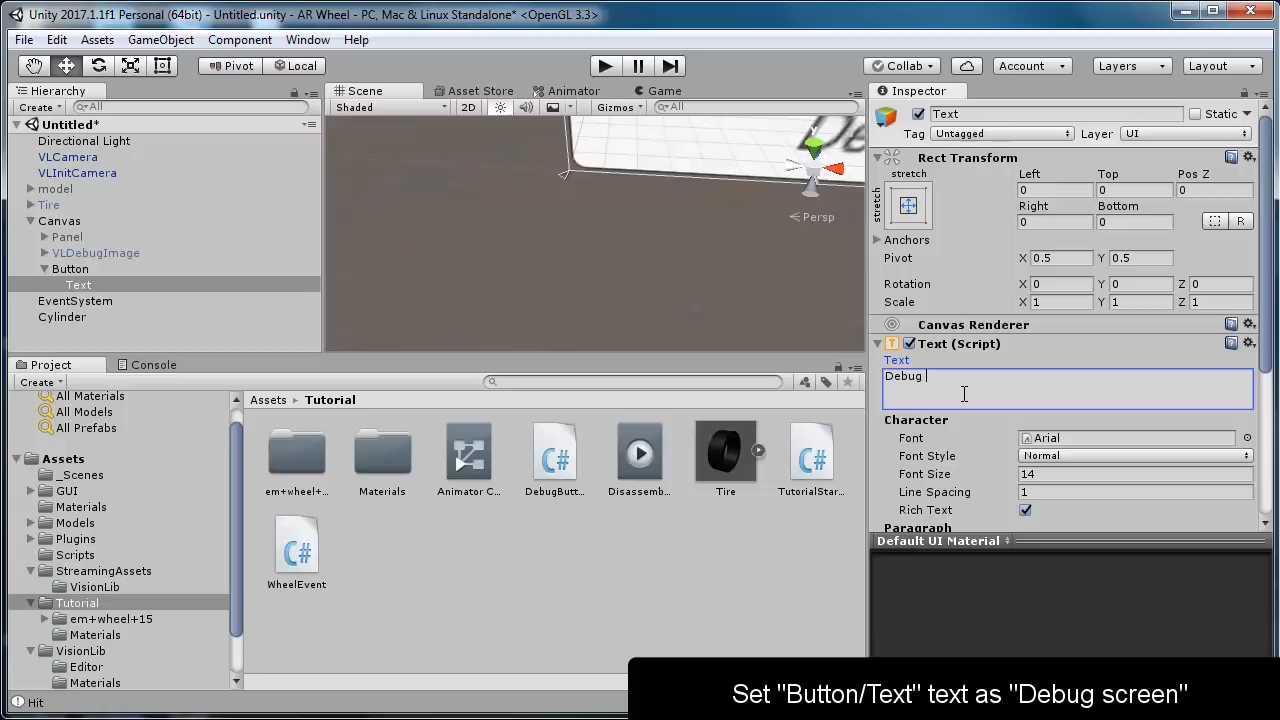 Unity 2017.1.1f1 Personal (64bit) - Untitled.unity - AR Wheel - PC, Mac & Linux Standalone* <OpenGL 3.3>
File Edit Assets GameObject Component Window Help
Pivot Local Collab Account Layers Layout
Hierarchy
Create All
Untitled*
Directional Light
VLCamera
VLInitCamera
model
Tire
Canvas
Panel
VLDebugImage
Button
Text
EventSystem
Cylinder
Scene Asset Store Animator Game
Shaded 2D Gizmos All
y
De
Persp
Project Console
Create
All Materials
All Models
All Prefabs
Assets
_Scenes
GUI
Materials
Models
Plugins
Scripts
StreamingAssets
VisionLib
Tutorial
em+wheel+15
Materials
VisionLib
Editor
Materials
Assets Tutorial
em+wheel+... Materials Animator C... DebugButt... Disassemb... Tire TutorialStar...
WheelEvent
Hit
Inspector
Text Static
Tag Untagged Layer UI
Rect Transform
stretch
stretch
Left Top Pos Z
0 0 0
Right Bottom
0 0 R
Anchors
Pivot X 0.5 Y 0.5
Rotation X 0 Y 0 Z 0
Scale X 1 Y 1 Z 1
Canvas Renderer
Text (Script)
Text
Debug
Character
Font Arial
Font Style Normal
Font Size 14
Line Spacing 1
Rich Text
Paragraph
Default UI Material
Set "Button/Text" text as "Debug screen"